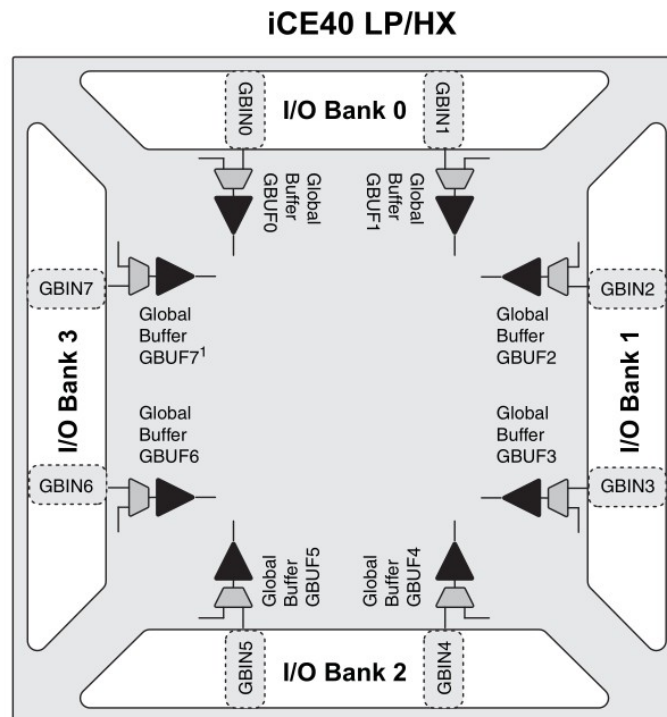 iCE40 LP/HX
GBIN0
I/O Bank 0
GBIN1
Global
Buffer
GBUF0
Global
Buffer
GBUF1
GBIN7
Global
Buffer
GBUF7¹
GBIN2
Global
Buffer
GBUF2
I/O Bank 3
I/O Bank 1
Global
Buffer
GBUF6
GBIN6
Global
Buffer
GBUF3
GBIN3
Global
Buffer
GBUF5
Global
Buffer
GBUF4
GBIN5
I/O Bank 2
GBIN4